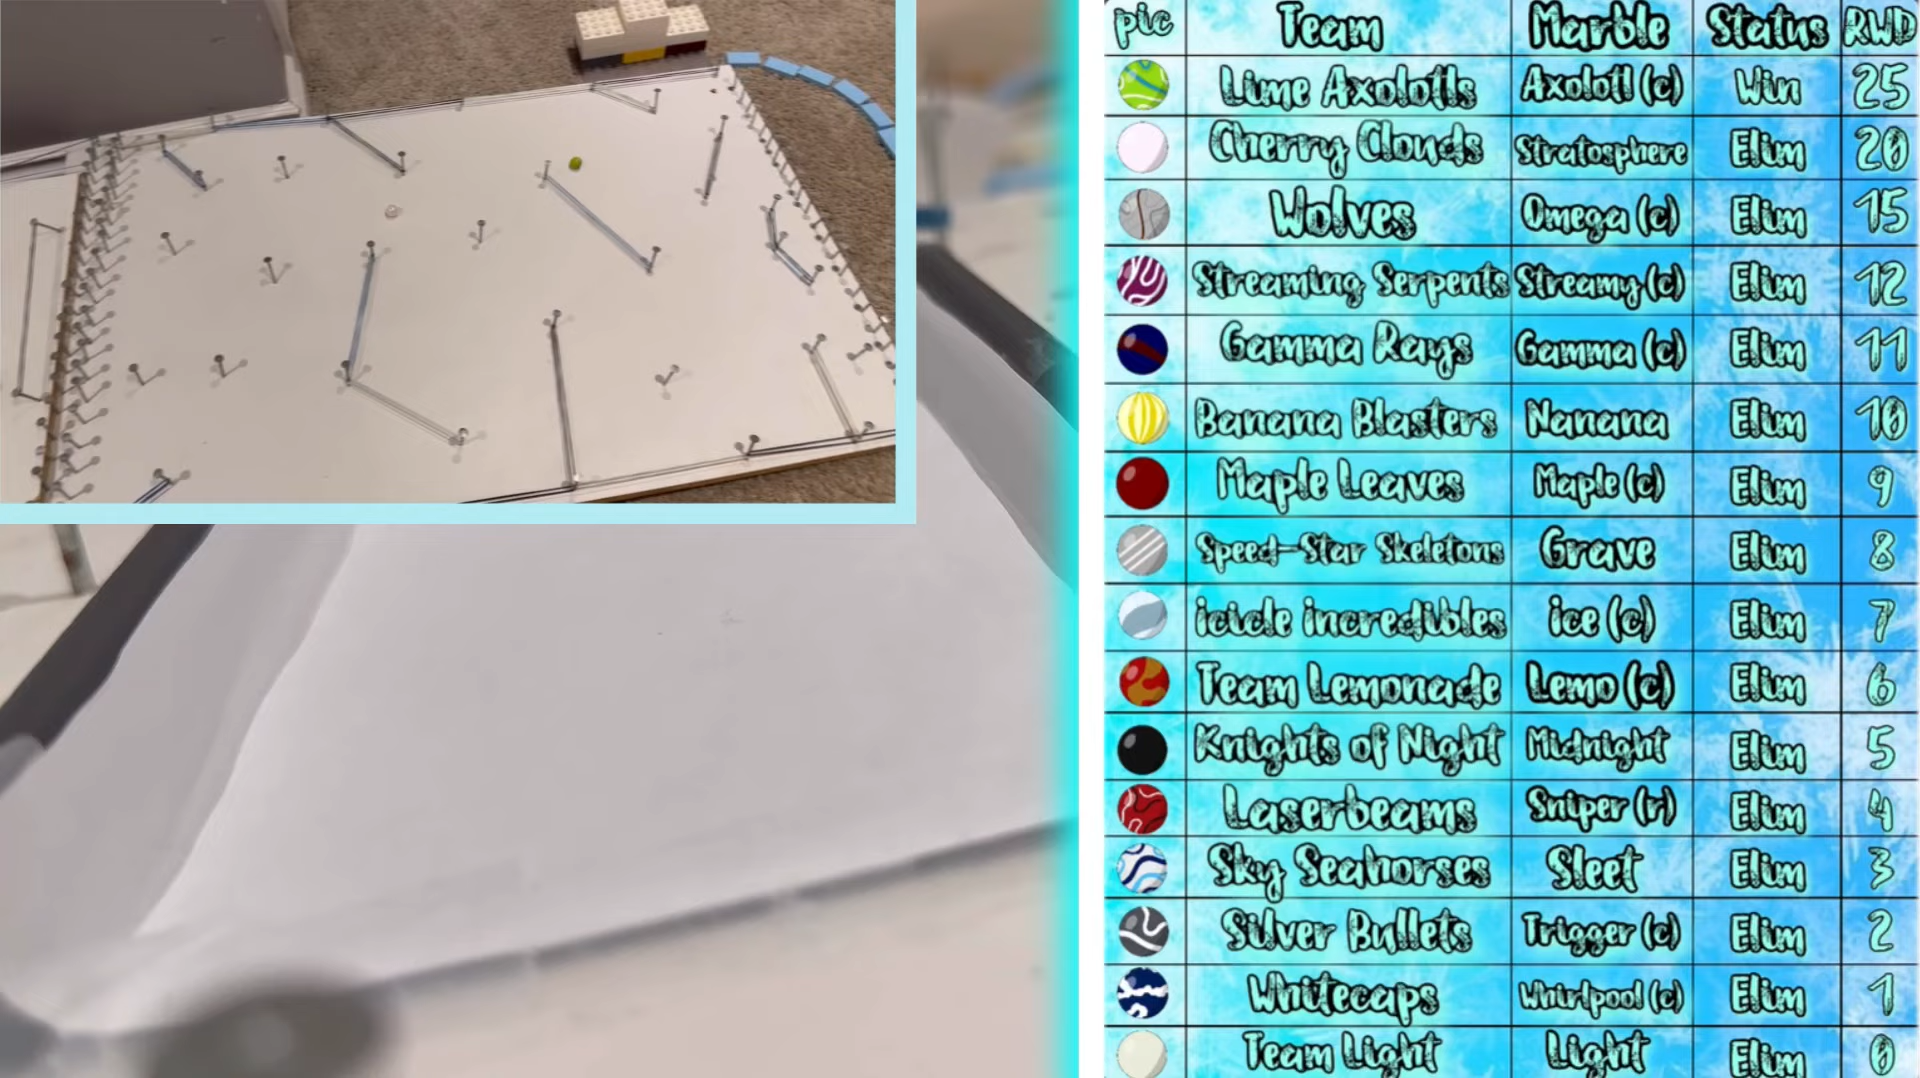 pic Team Marble Status RWD
Lime Axolotls Axolotl (c) Win 25
Cherry Clouds Stratosphere Elim 20
Wolves Omega (c) Elim 15
Streaming Serpents Streamy (c) Elim 12
Gamma Rays Gamma (c) Elim 11
Banana Blasters Nanana Elim 10
Maple Leaves Maple (c) Elim 9
Speed-Star Skeletons Grave Elim 8
icicle incredibles ice (c) Elim 7
Team Lemonade Lemo (c) Elim 6
Knights of Night Midnight Elim 5
Laserbeams Sniper (r) Elim 4
Sky Seahorses Sleet Elim 3
Silver Bullets Trigger (c) Elim 2
Whitecaps Whirlpool (c) Elim 1
Team Light Light Elim 0